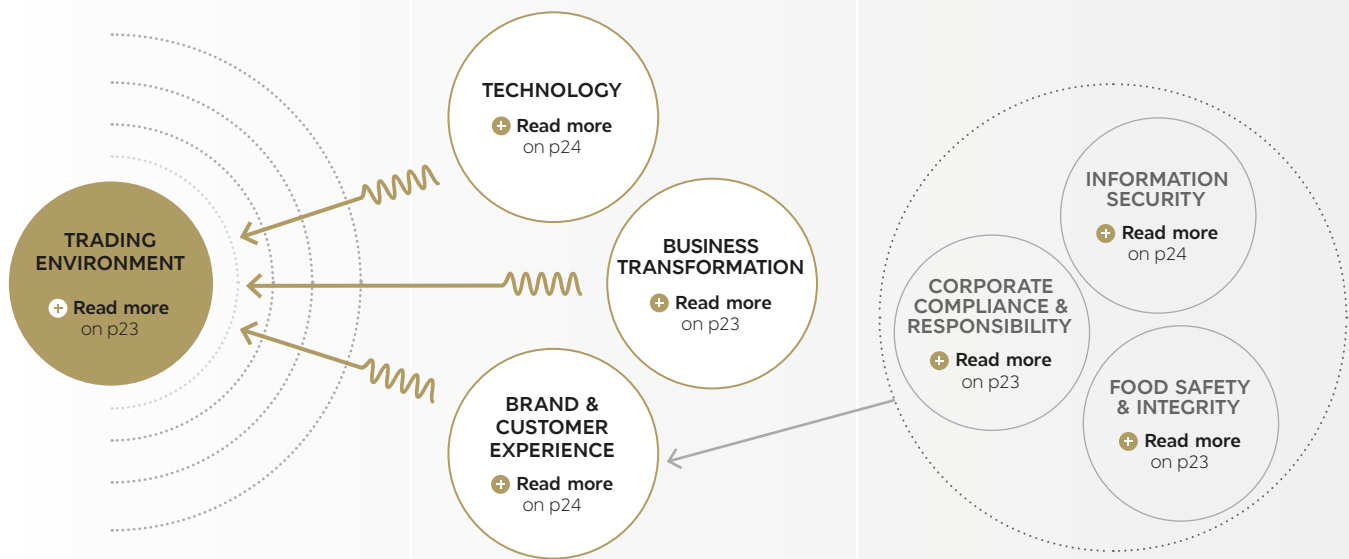 TRADING
ENVIRONMENT
Read more
on p23
TECHNOLOGY
Read more
on p24
BUSINESS
TRANSFORMATION
Read more
on p23
BRAND &
CUSTOMER
EXPERIENCE
Read more
on p24
INFORMATION
SECURITY
Read more
on p24
CORPORATE
COMPLIANCE &
RESPONSIBILITY
Read more
on p23
FOOD SAFETY
& INTEGRITY
Read more
on p23